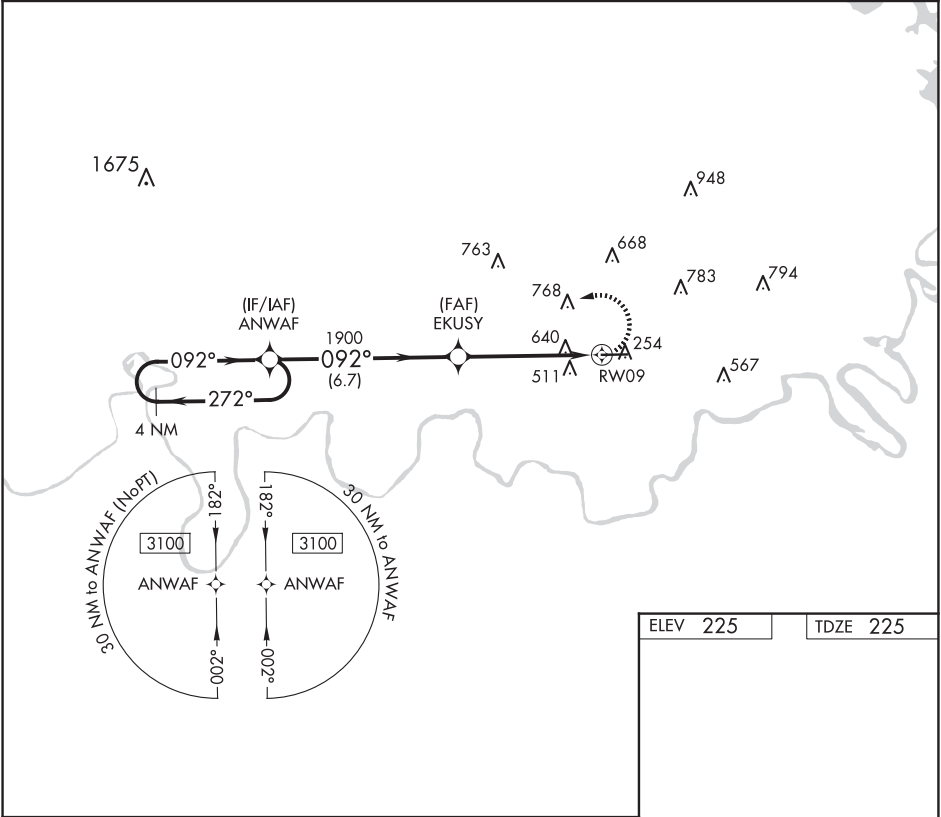 1675
948
668
763
783
794
768
(IF/IAF)
ANWAF
(FAF)
EKUSY
1900
092°
092°
(6.7)
640
254
511
RW09
567
272°
4 NM
30 NM to ANWAF (NoPT)
182°
182°
30 NM to ANWAF
3100
3100
ANWAF
ANWAF
002°
002°
ELEV 225
TDZE 225